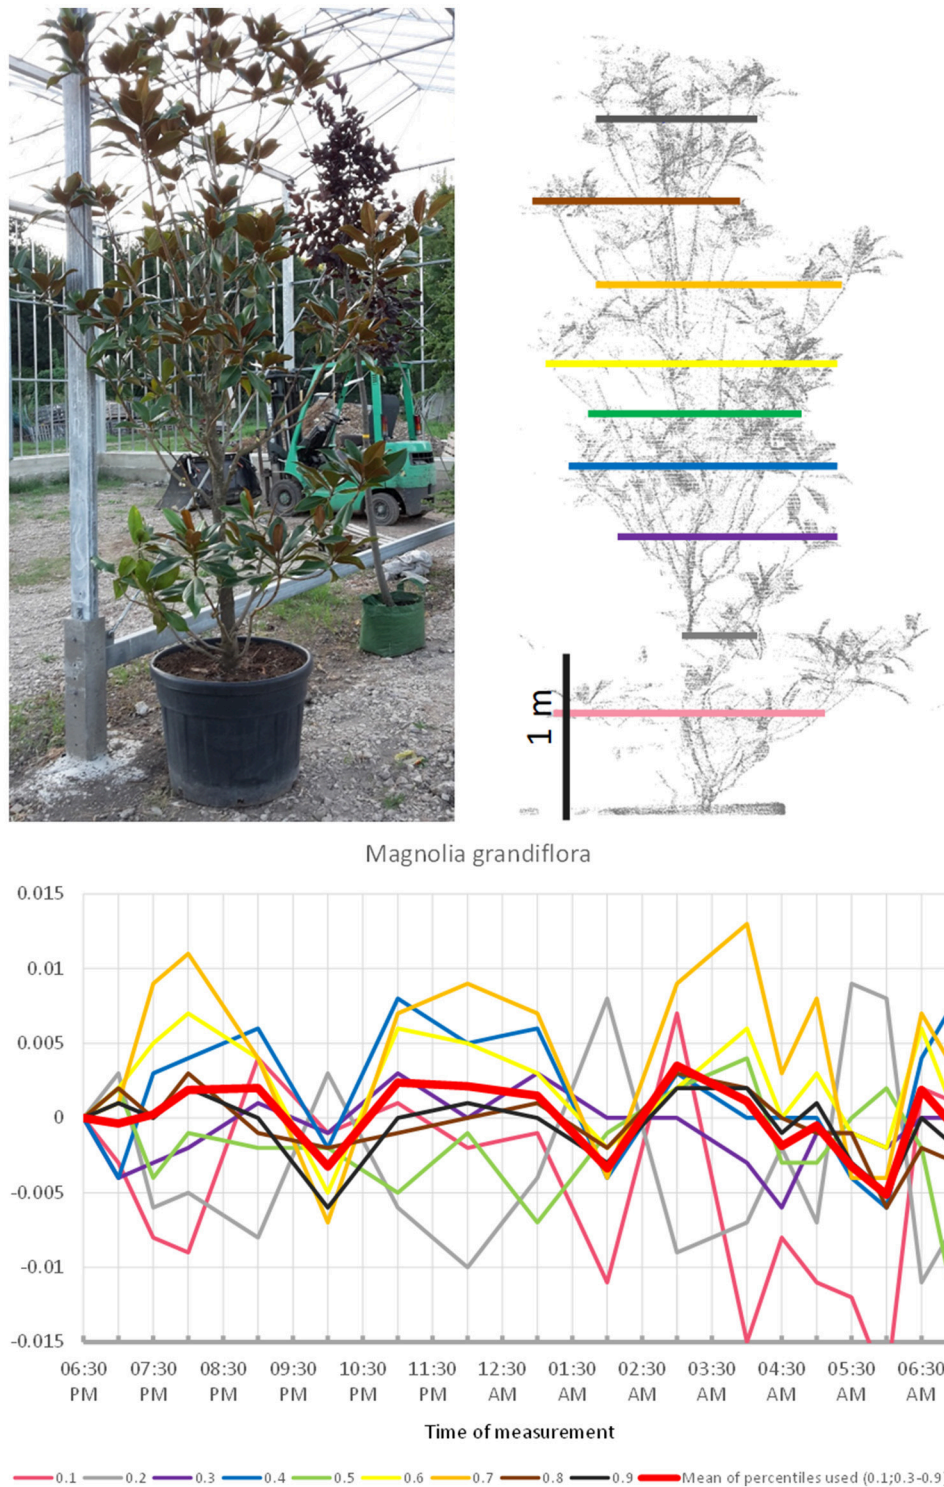 1 m
Magnolia grandiflora
0.015
0.01
0.005
0
-0.005
-0.01
-0.015
06:30 07:30 08:30 09:30 10:30 11:30 12:30 01:30 02:30 03:30 04:30 05:30 06:30
PM PM PM PM PM PM AM AM AM AM AM AM AM
Time of measurement
0.1 0.2 0.3 0.4 0.5 0.6 0.7 0.8 0.9 Mean of percentiles used (0.1;0.3-0.9